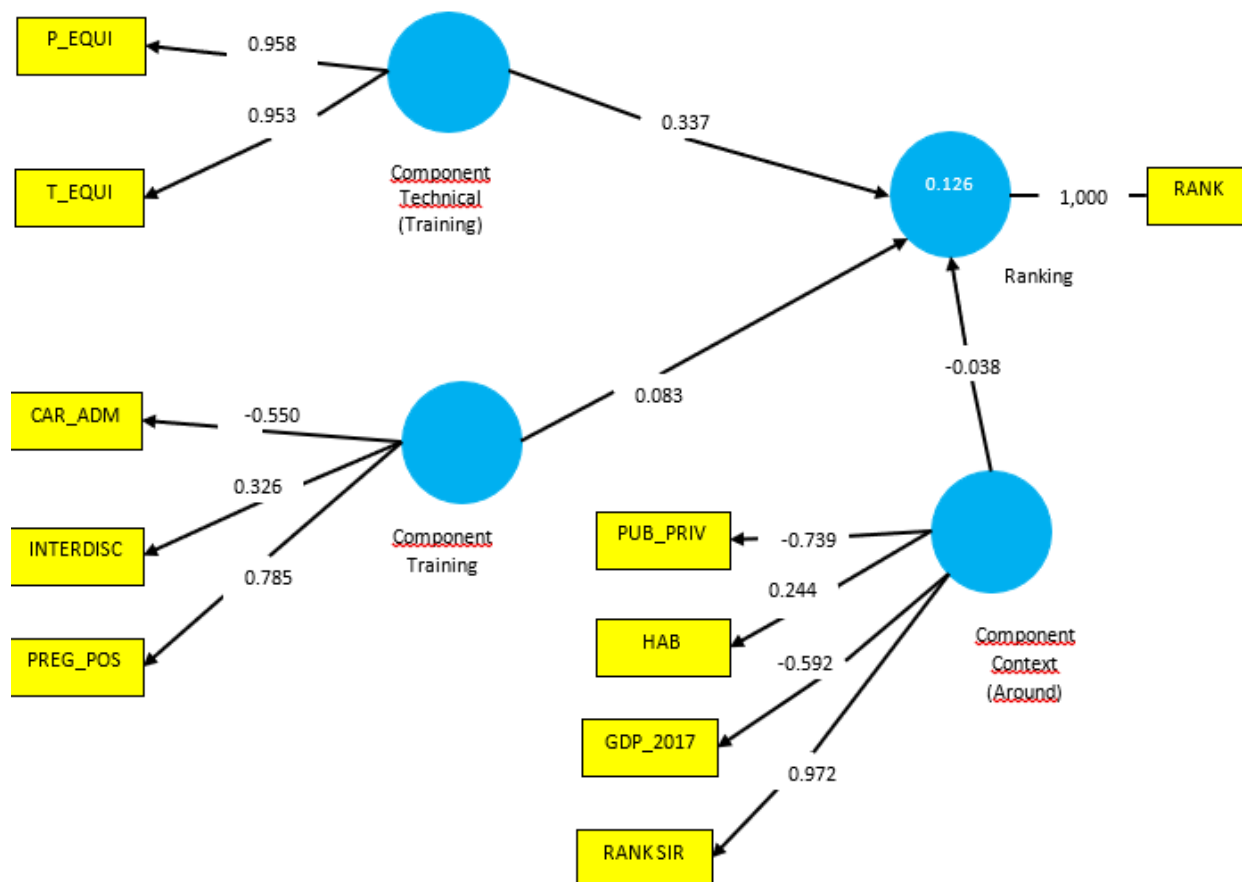 P_EQUI
0.958
0.953
T_EQUI
Component
Technical
(Training)
0.337
0.126
1,000
RANK
Ranking
-0.038
0.083
CAR_ADM
-0.550
0.326
INTERDISC
0.785
PREG_POS
Component
Training
PUB_PRIV
-0.739
0.244
HAB
-0.592
GDP_2017
0.972
RANK SIR
Component
Context
(Around)